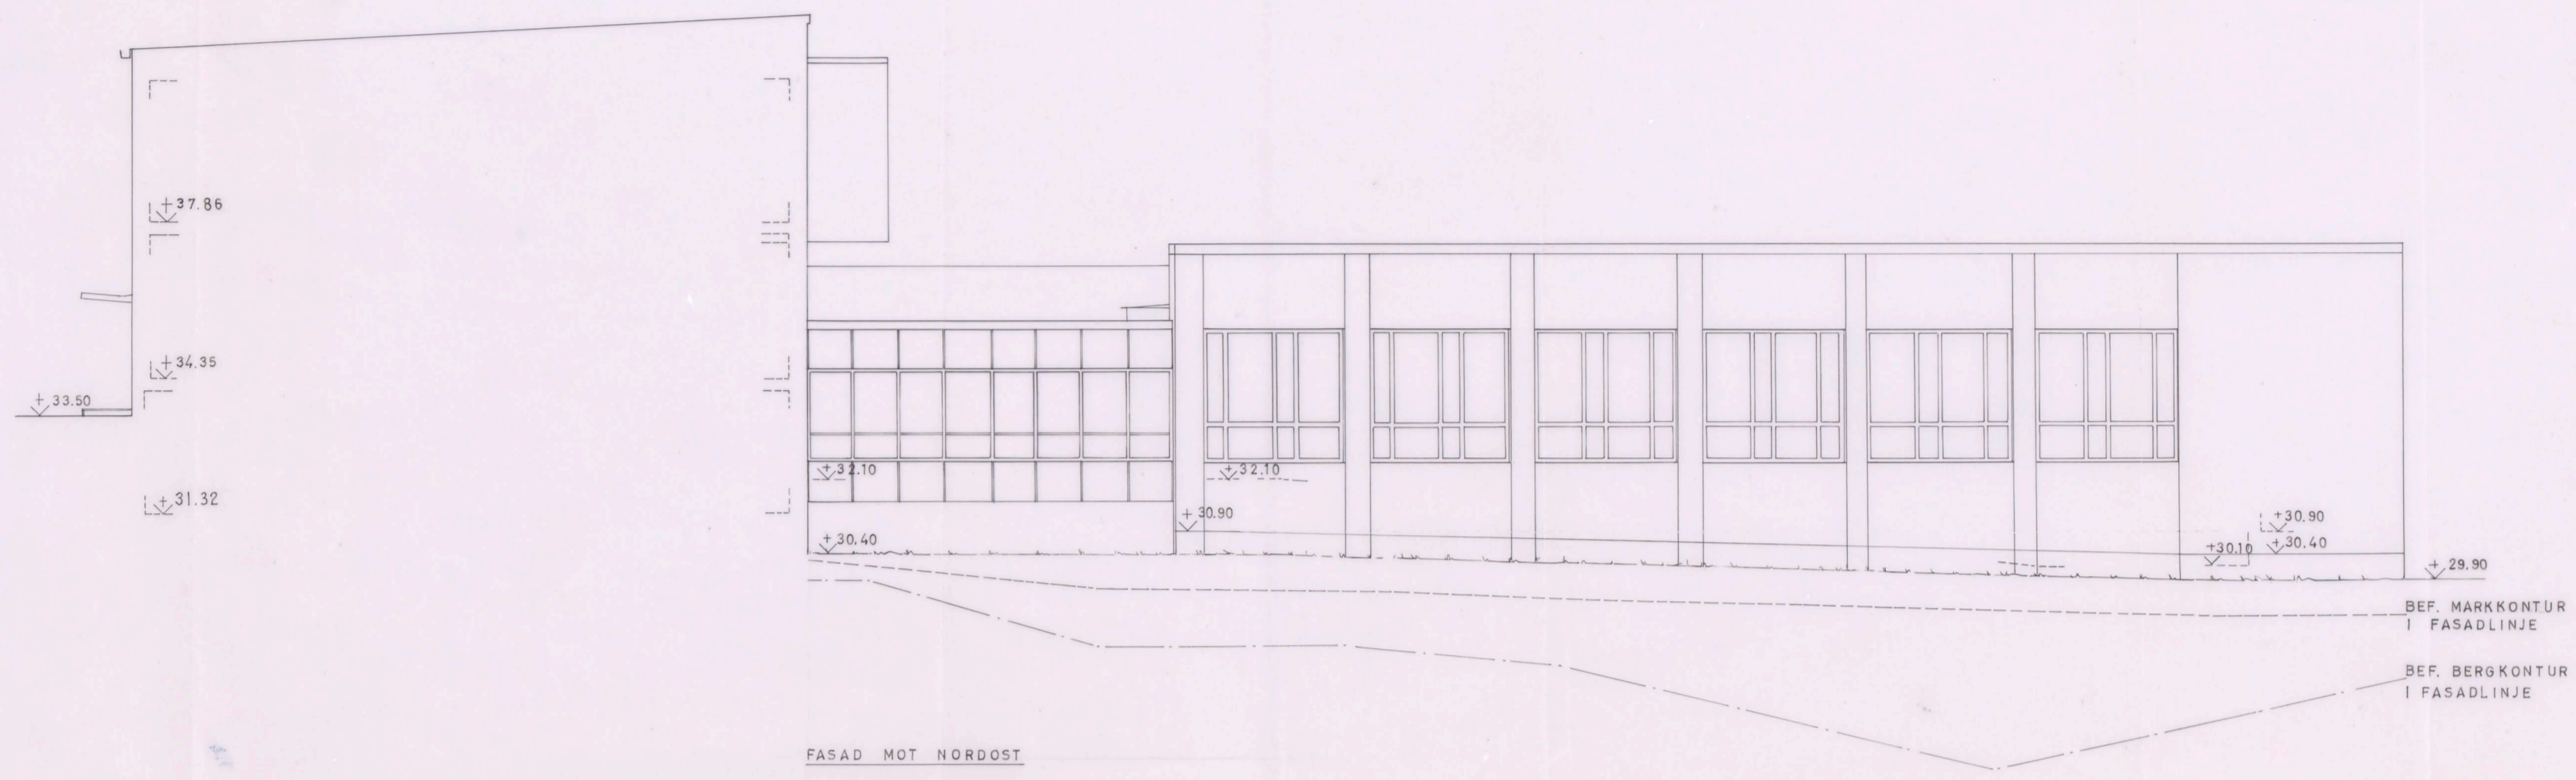 +37.86
+34.35
+33.50
+31.32
+32.10
+32.10
+30.90
+30.40
+30.90
+30.10
+30.40
+29.90
BEF. MARKKONTUR
I FASADLINJE
BEF. BERGKONTUR
I FASADLINJE
FASAD MOT NORDOST